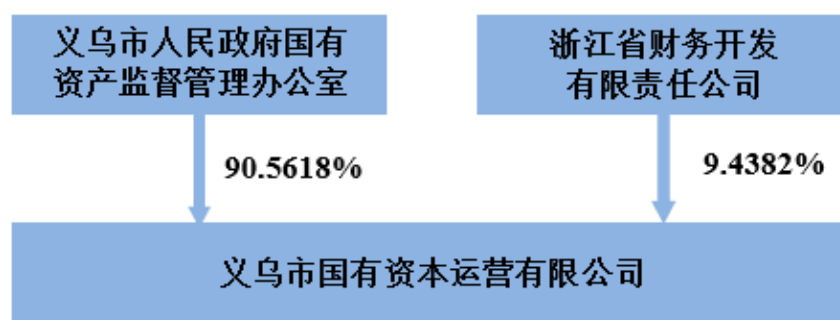 义乌市人民政府国有
资产监督管理办公室
浙江省财务开发
有限责任公司
90.5618%
9.4382%
义乌市国有资本运营有限公司